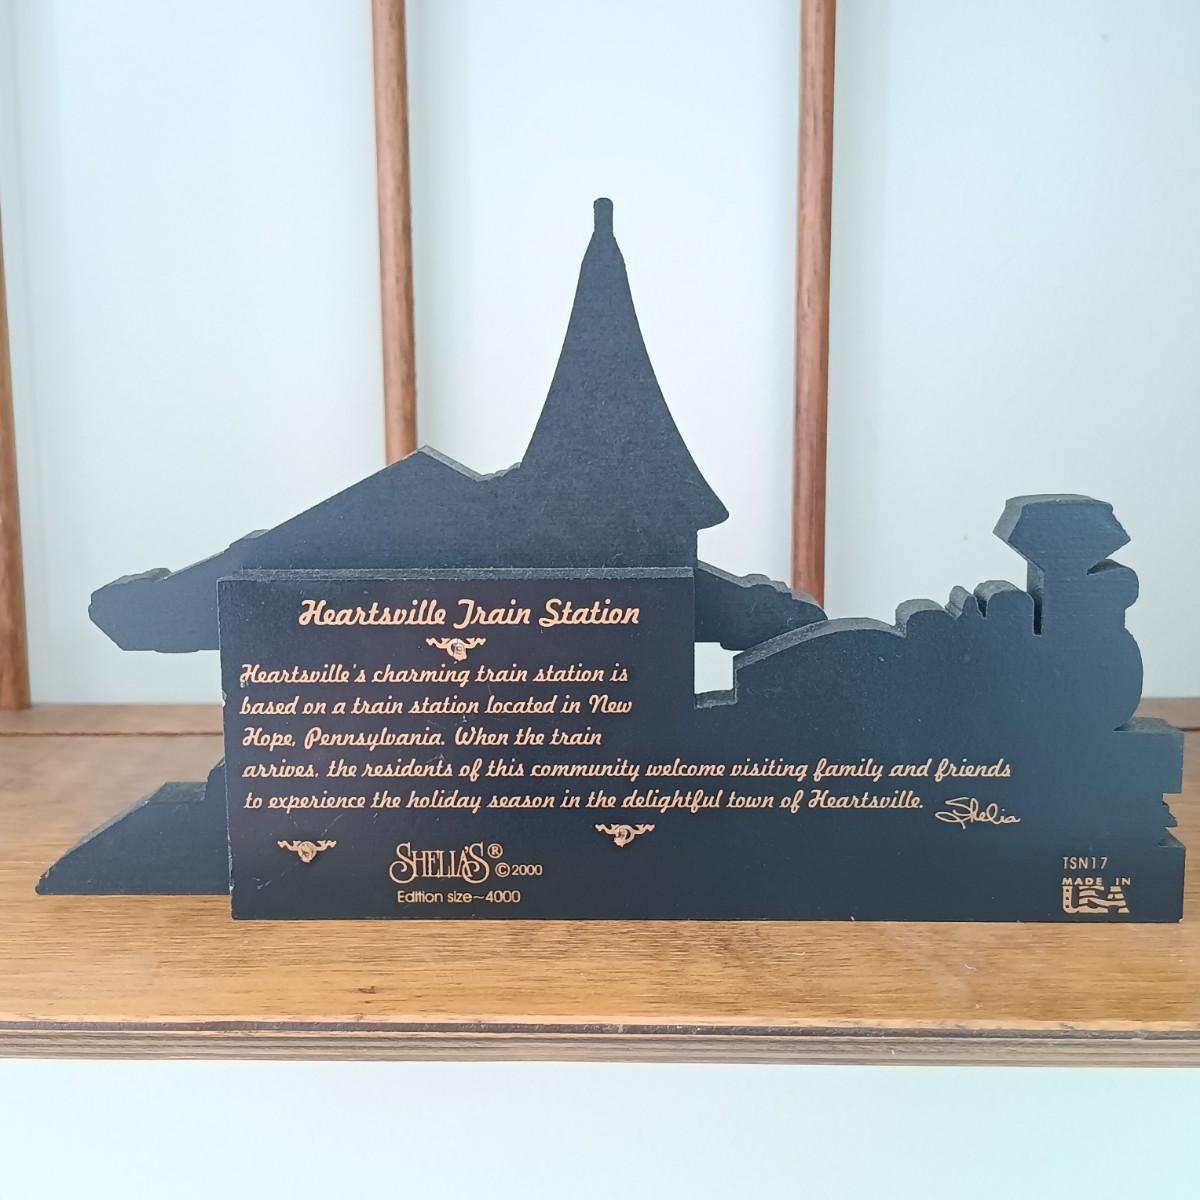 Heartsville Train Station
Heartsville's charming train station is
based on a train station located in New
Hope, Pennsylvania. When the train
arrives, the residents of this community welcome visiting family and friends
to experience the holiday season in the delightful town of Heartsville.
Shelia
SHELIA'S® ©2000
Edition size~4000
TSN17
MADE IN
USA